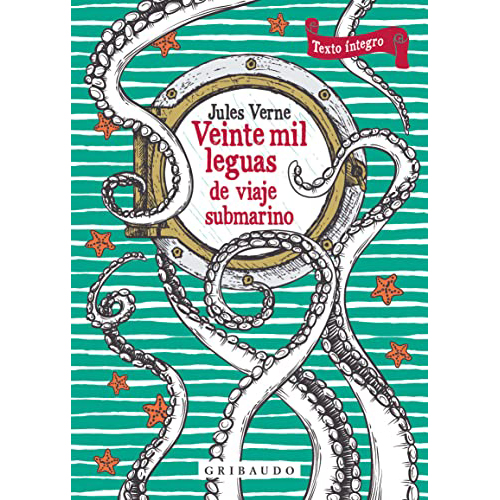 Texto íntegro
Jules Verne
Veinte mil
leguas
de viaje
submarino
GRIBAUDO